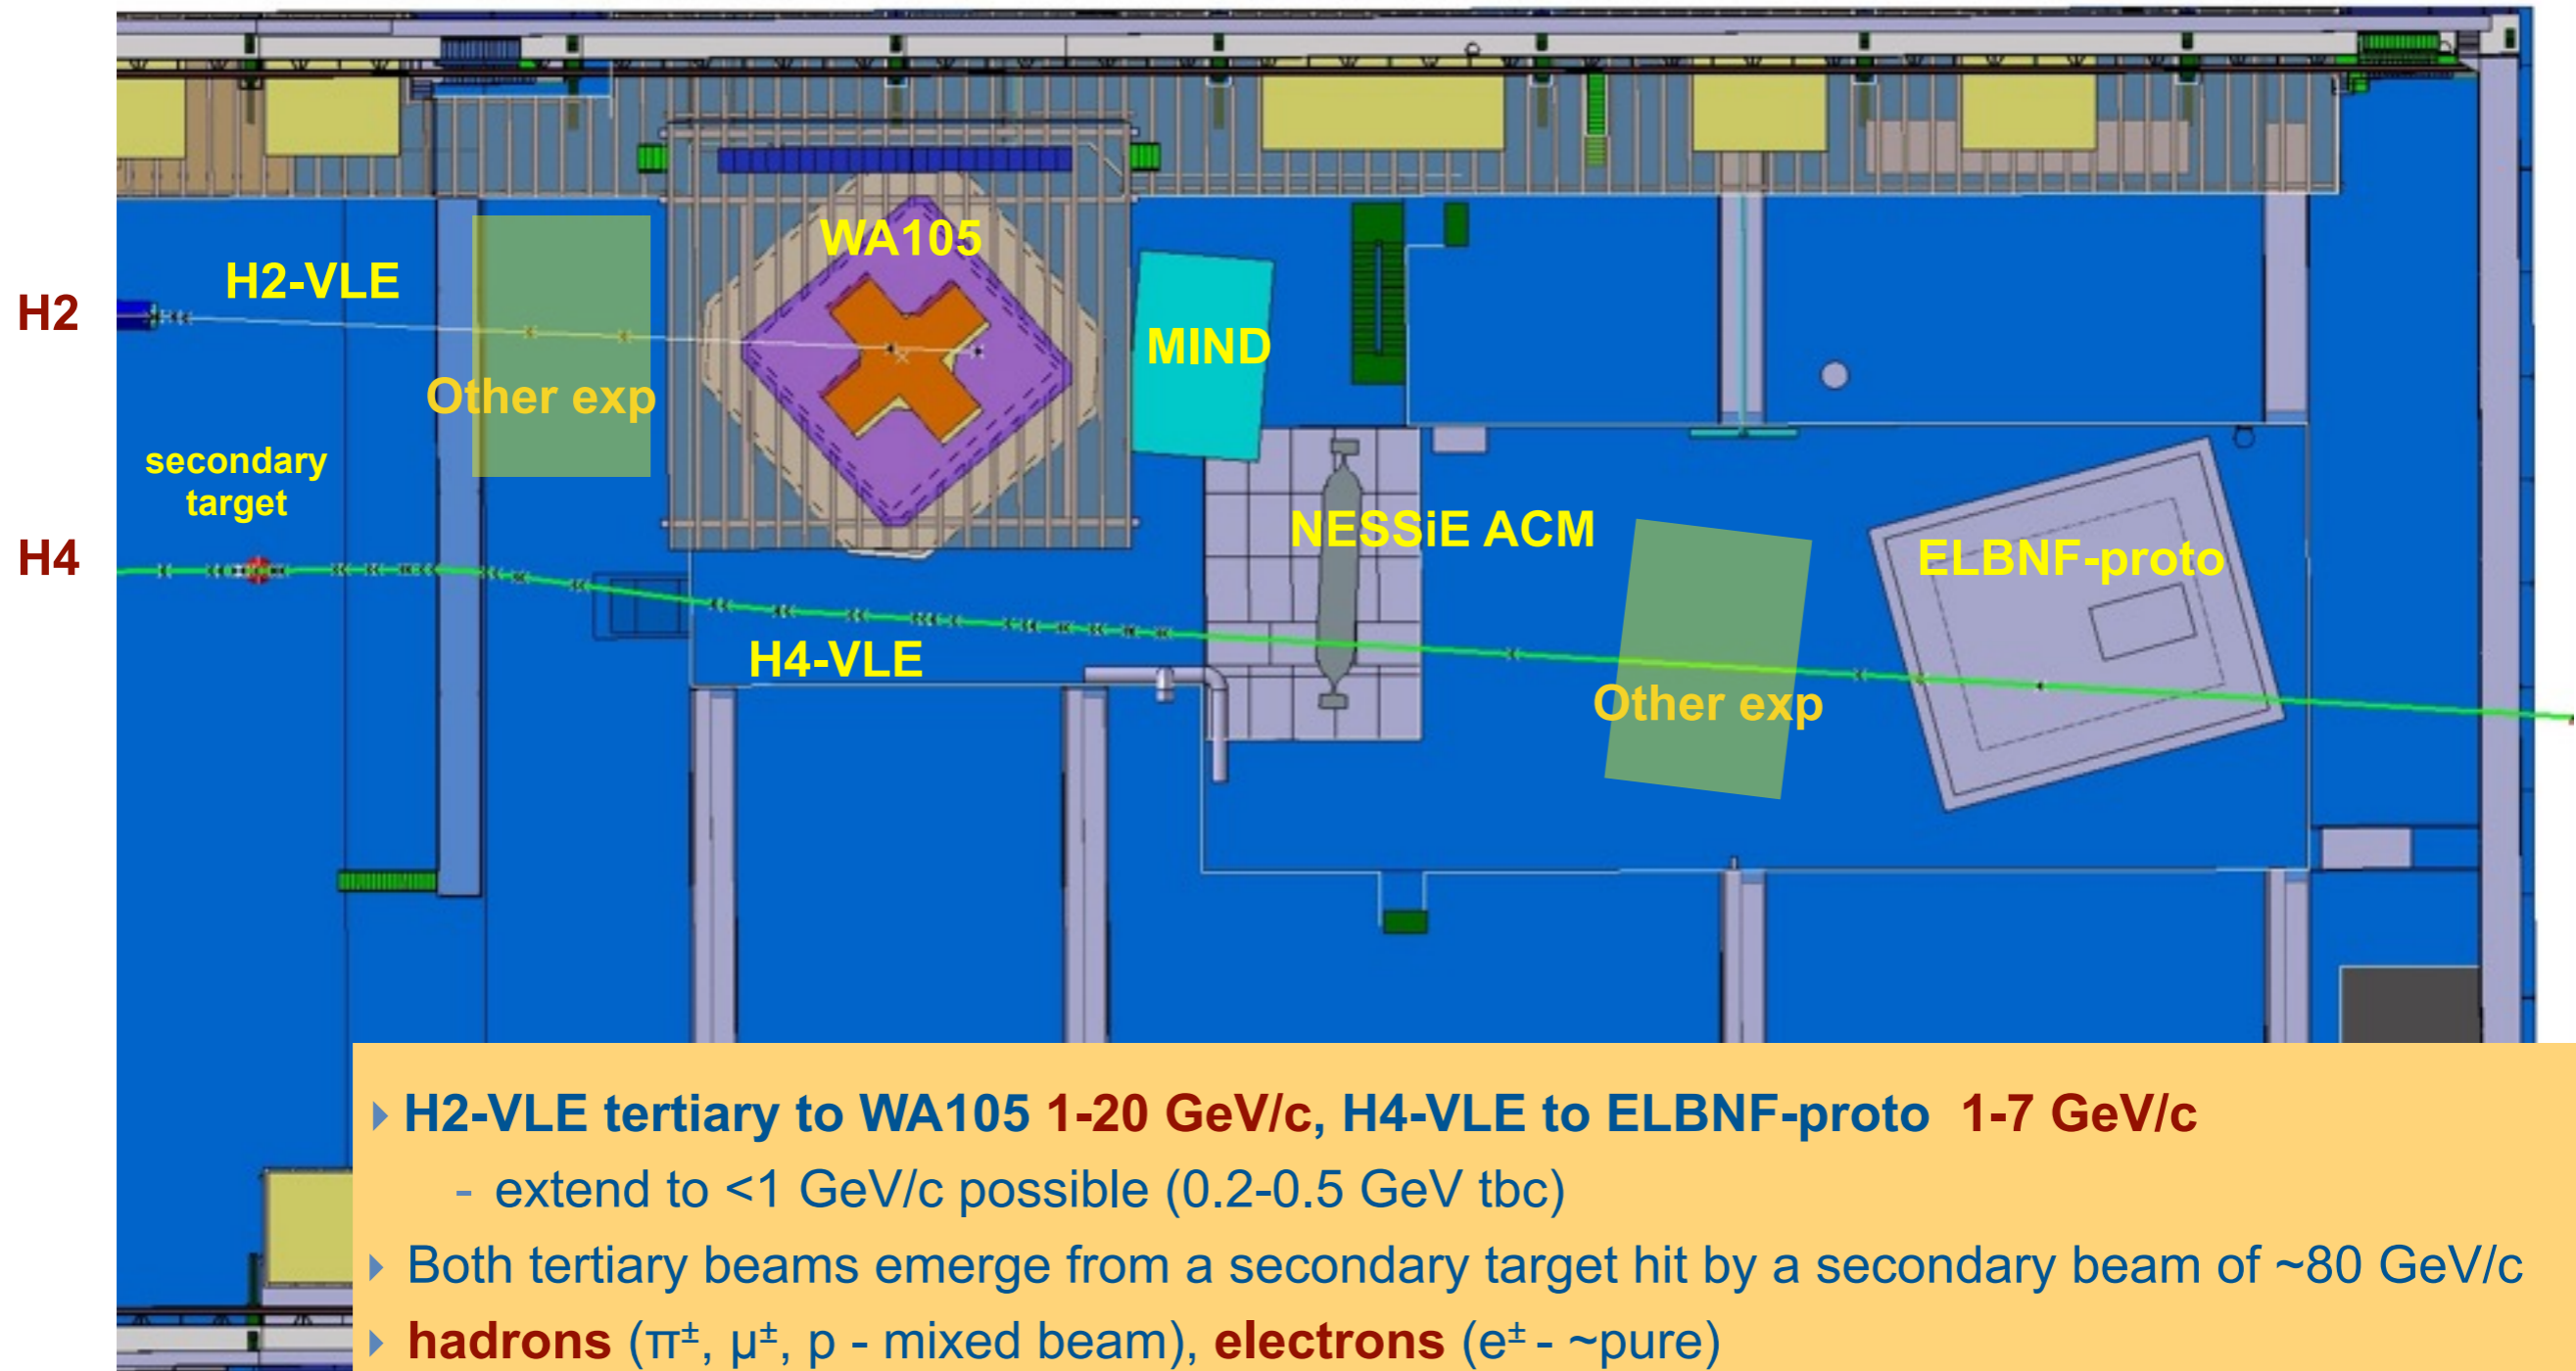 WA105
H2-VLE
H2
MIND
Other exp
secondary
target
NESSiE ACM
H4
ELBNF-proto
H4-VLE
Other exp
H2-VLE tertiary to WA105 1-20 GeV/c, H4-VLE to ELBNF-proto 1-7 GeV/c
- extend to <1 GeV/c possible (0.2-0.5 GeV tbc)
Both tertiary beams emerge from a secondary target hit by a secondary beam of ~80 GeV/c
hadrons (π±, μ±, p - mixed beam), electrons (e± - ~pure)